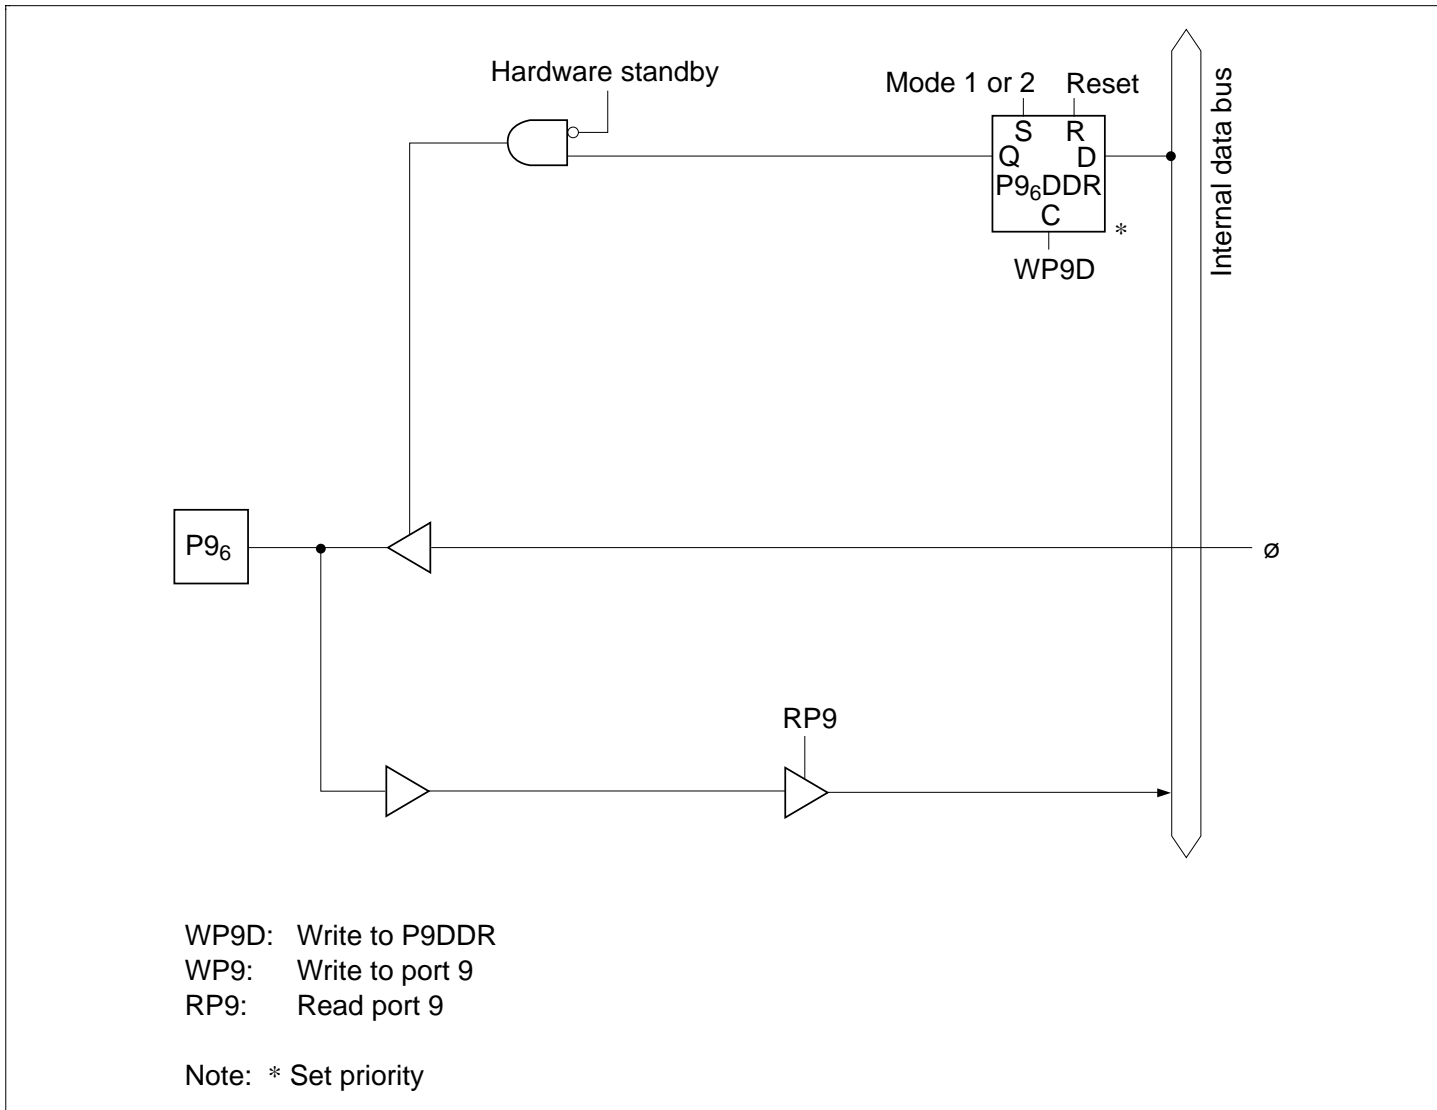 Hardware standby
Mode 1 or 2 Reset
S R
Q D
P9₆DDR
C
*
WP9D
Internal data bus
P9₆
ø
RP9
WP9D: Write to P9DDR
WP9: Write to port 9
RP9: Read port 9
Note: * Set priority